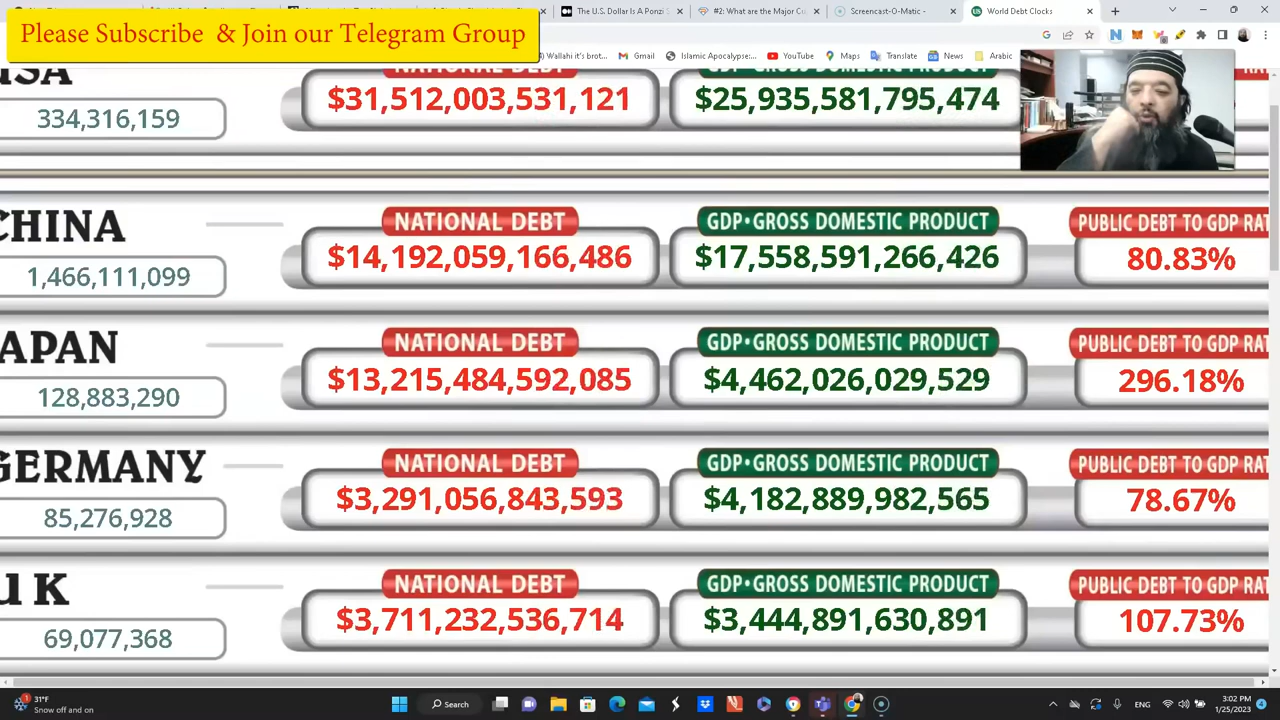 The U.S. Dollar Is A Ponzi S
#2: What are the Major Cu
Screencast-O-Matic -
World Debt Clocks
Please Subscribe & Join our Telegram Group
Wallahi it's brot...
Gmail
Islamic Apocalypse:...
YouTube
Maps
Translate
News
Arabic
USA
NATIONAL DEBT
334,316,159
$31,512,003,531,121
$25,935,581,795,474
CHINA
NATIONAL DEBT
GDP•GROSS DOMESTIC PRODUCT
PUBLIC DEBT TO GDP RAT
1,466,111,099
$14,192,059,166,486
$17,558,591,266,426
80.83%
APAN
NATIONAL DEBT
GDP•GROSS DOMESTIC PRODUCT
PUBLIC DEBT TO GDP RAT
128,883,290
$13,215,484,592,085
$4,462,026,029,529
296.18%
GERMANY
NATIONAL DEBT
GDP•GROSS DOMESTIC PRODUCT
PUBLIC DEBT TO GDP RAT
85,276,928
$3,291,056,843,593
$4,182,889,982,565
78.67%
U K
NATIONAL DEBT
GDP•GROSS DOMESTIC PRODUCT
PUBLIC DEBT TO GDP RAT
69,077,368
$3,711,232,536,714
$3,444,891,630,891
107.73%
31°F
Snow off and on
Search
3:02 PM
1/25/2023